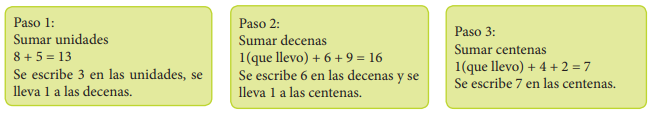 Paso 1:
Sumar unidades
8 + 5 = 13
Se escribe 3 en las unidades, se
lleva 1 a las decenas.
Paso 2:
Sumar decenas
1(que llevo) + 6 + 9 = 16
Se escribe 6 en las decenas y se
lleva 1 a las centenas.
Paso 3:
Sumar centenas
1(que llevo) + 4 + 2 = 7
Se escribe 7 en las centenas.